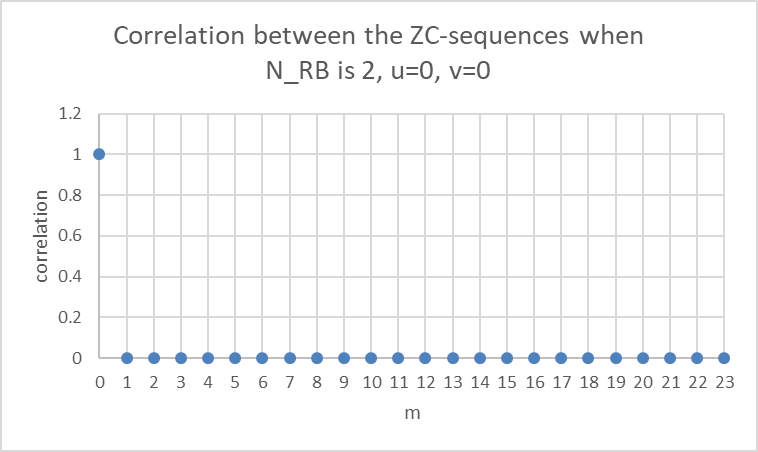 Correlation between the ZC-sequences when
N_RB is 2, u=0, v=0
1.2
1
0.8
0.6
0.4
0.2
0
correlation
0 1 2 3 4 5 6 7 8 9 10 11 12 13 14 15 16 17 18 19 20 21 22 23
m